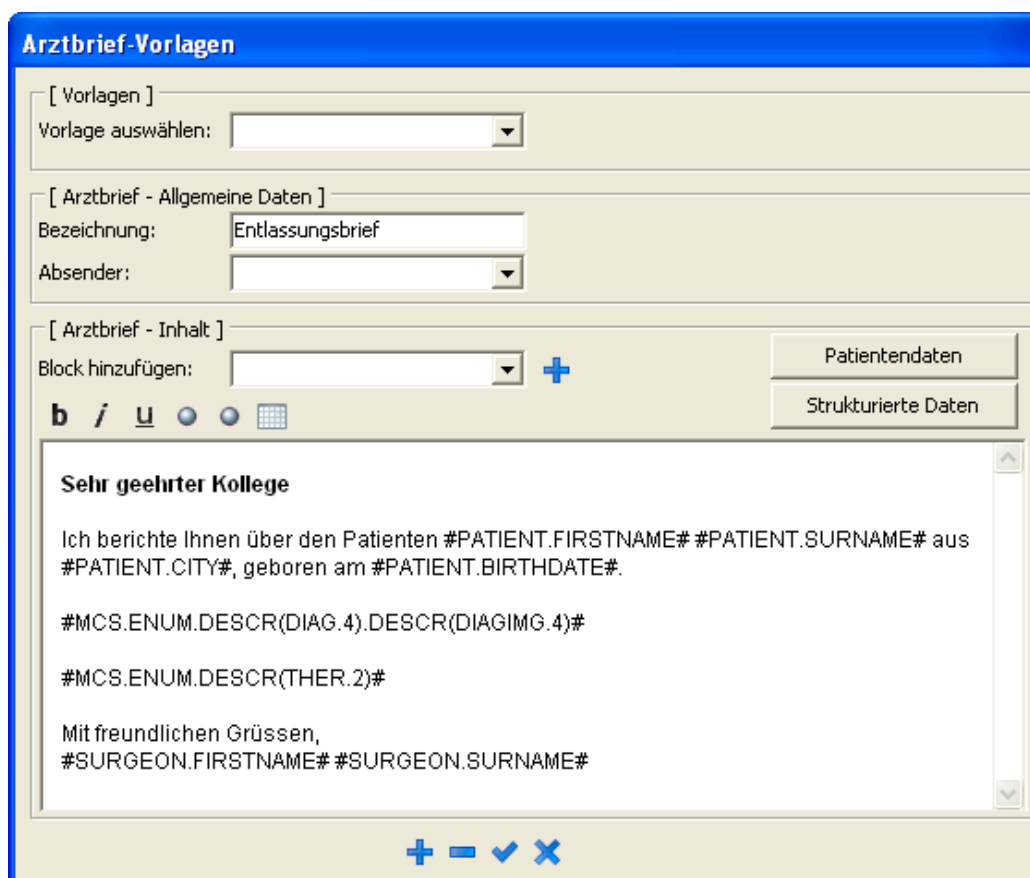 Arztbrief-Vorlagen
[ Vorlagen ]
Vorlage auswählen:
[ Arztbrief - Allgemeine Daten ]
Bezeichnung: Entlassungsbrief
Absender:
[ Arztbrief - Inhalt ]
Block hinzufügen:
Patientendaten
Strukturierte Daten
b i u
Sehr geehrter Kollege
Ich berichte Ihnen über den Patienten #PATIENT.FIRSTNAME# #PATIENT.SURNAME# aus
#PATIENT.CITY#, geboren am #PATIENT.BIRTHDATE#.
#MCS.ENUM.DESCR(DIAG.4).DESCR(DIAGIMG.4)#
#MCS.ENUM.DESCR(THER.2)#
Mit freundlichen Grüssen,
#SURGEON.FIRSTNAME# #SURGEON.SURNAME#